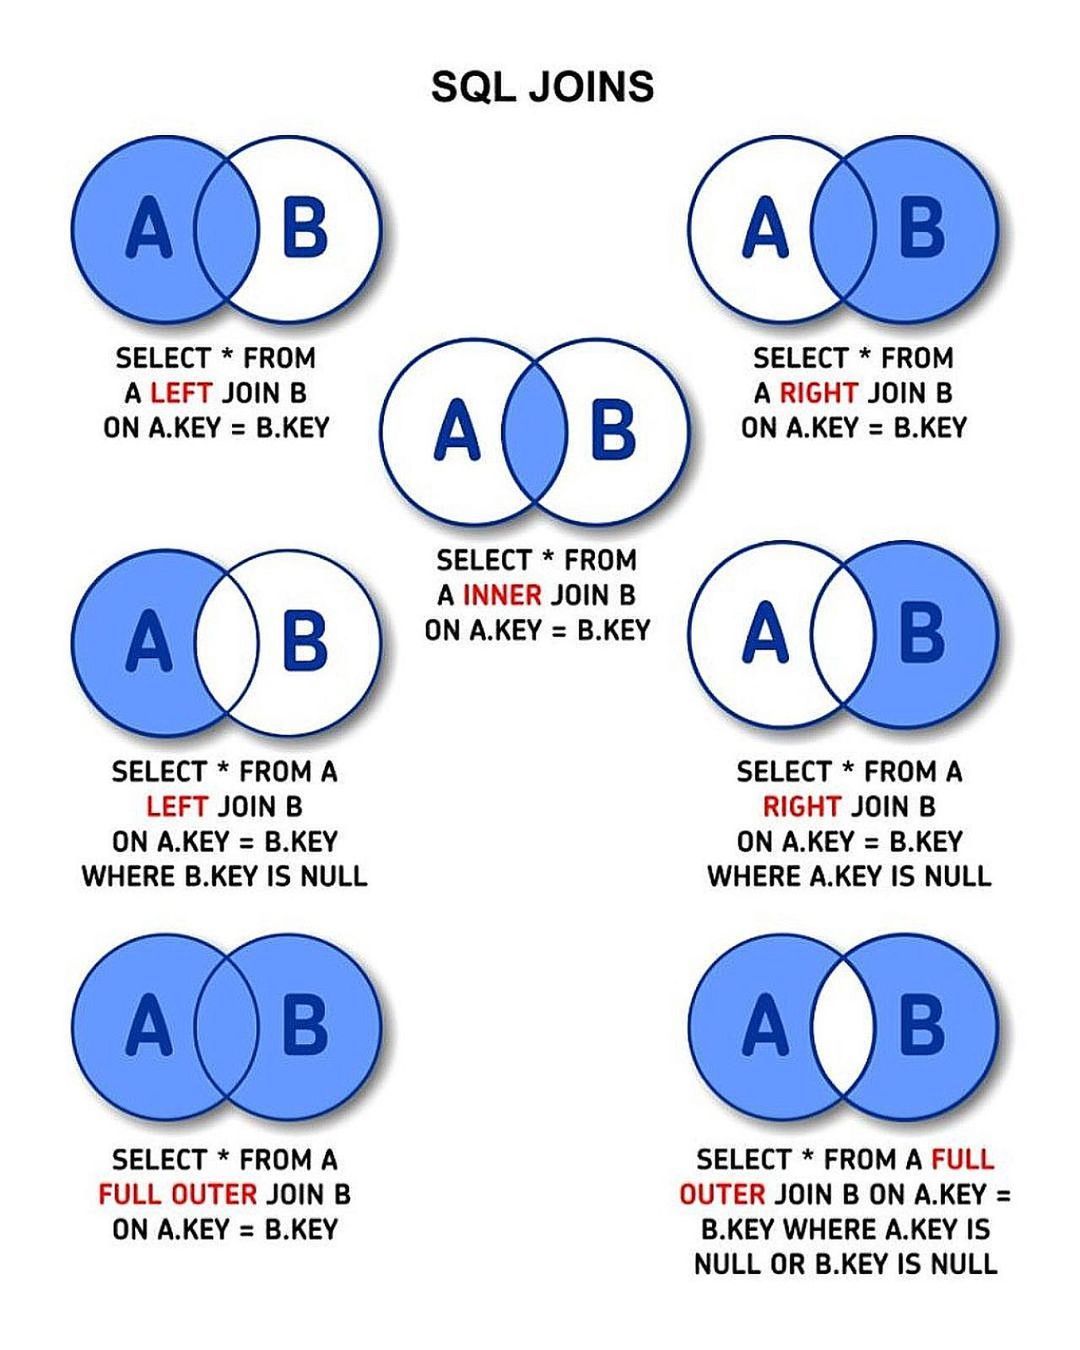 SQL JOINS
A B
SELECT * FROM
A LEFT JOIN B
ON A.KEY = B.KEY
A B
SELECT * FROM
A RIGHT JOIN B
ON A.KEY = B.KEY
A B
SELECT * FROM
A INNER JOIN B
ON A.KEY = B.KEY
A B
SELECT * FROM A
LEFT JOIN B
ON A.KEY = B.KEY
WHERE B.KEY IS NULL
A B
SELECT * FROM A
RIGHT JOIN B
ON A.KEY = B.KEY
WHERE A.KEY IS NULL
A B
SELECT * FROM A
FULL OUTER JOIN B
ON A.KEY = B.KEY
A B
SELECT * FROM A FULL
OUTER JOIN B ON A.KEY =
B.KEY WHERE A.KEY IS
NULL OR B.KEY IS NULL